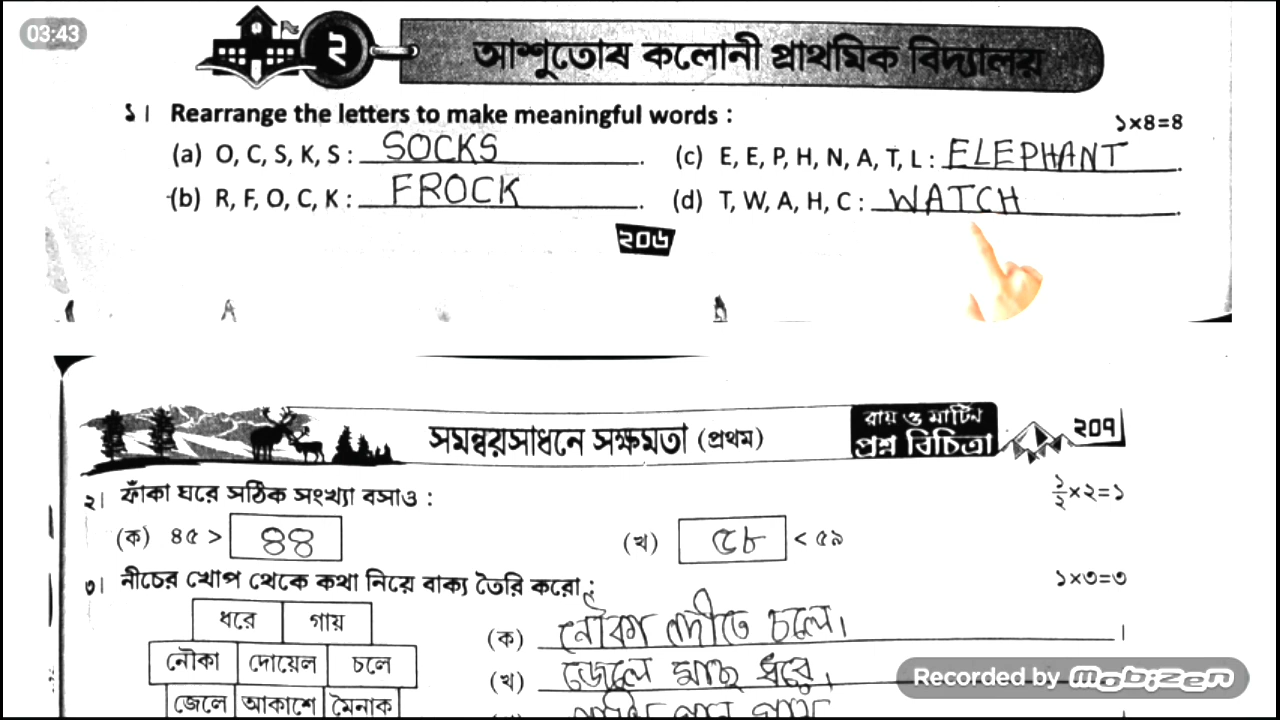 03:43
২ আশুতোষ কলোনী প্রাথমিক বিদ্যালয়
১। Rearrange the letters to make meaningful words : ১×৪=৪
(a) O, C, S, K, S : SOCKS. (c) E, E, P, H, N, A, T, L : ELEPHANT.
(b) R, F, O, C, K : FROCK. (d) T, W, A, H, C : WATCH.
২০৬
সমন্বয়সাধনে সক্ষমতা (প্রথম) রায় ও মার্টিন প্রশ্ন বিচিত্রা ২০৭
২। ফাঁকা ঘরে সঠিক সংখ্যা বসাও : ১/২×২=১
(ক) ৪৫ > ৪৪ (খ) ৫৮ < ৫৯
৩। নীচের খোপ থেকে কথা নিয়ে বাক্য তৈরি করো : ১×৩=৩
ধরে গায়
(ক) নৌকা নদীতে চলে।
নৌকা দোয়েল চলে
(খ) জেলে মাছ ধরে।
জেলে আকাশে মৈনাক
Recorded by mobizen